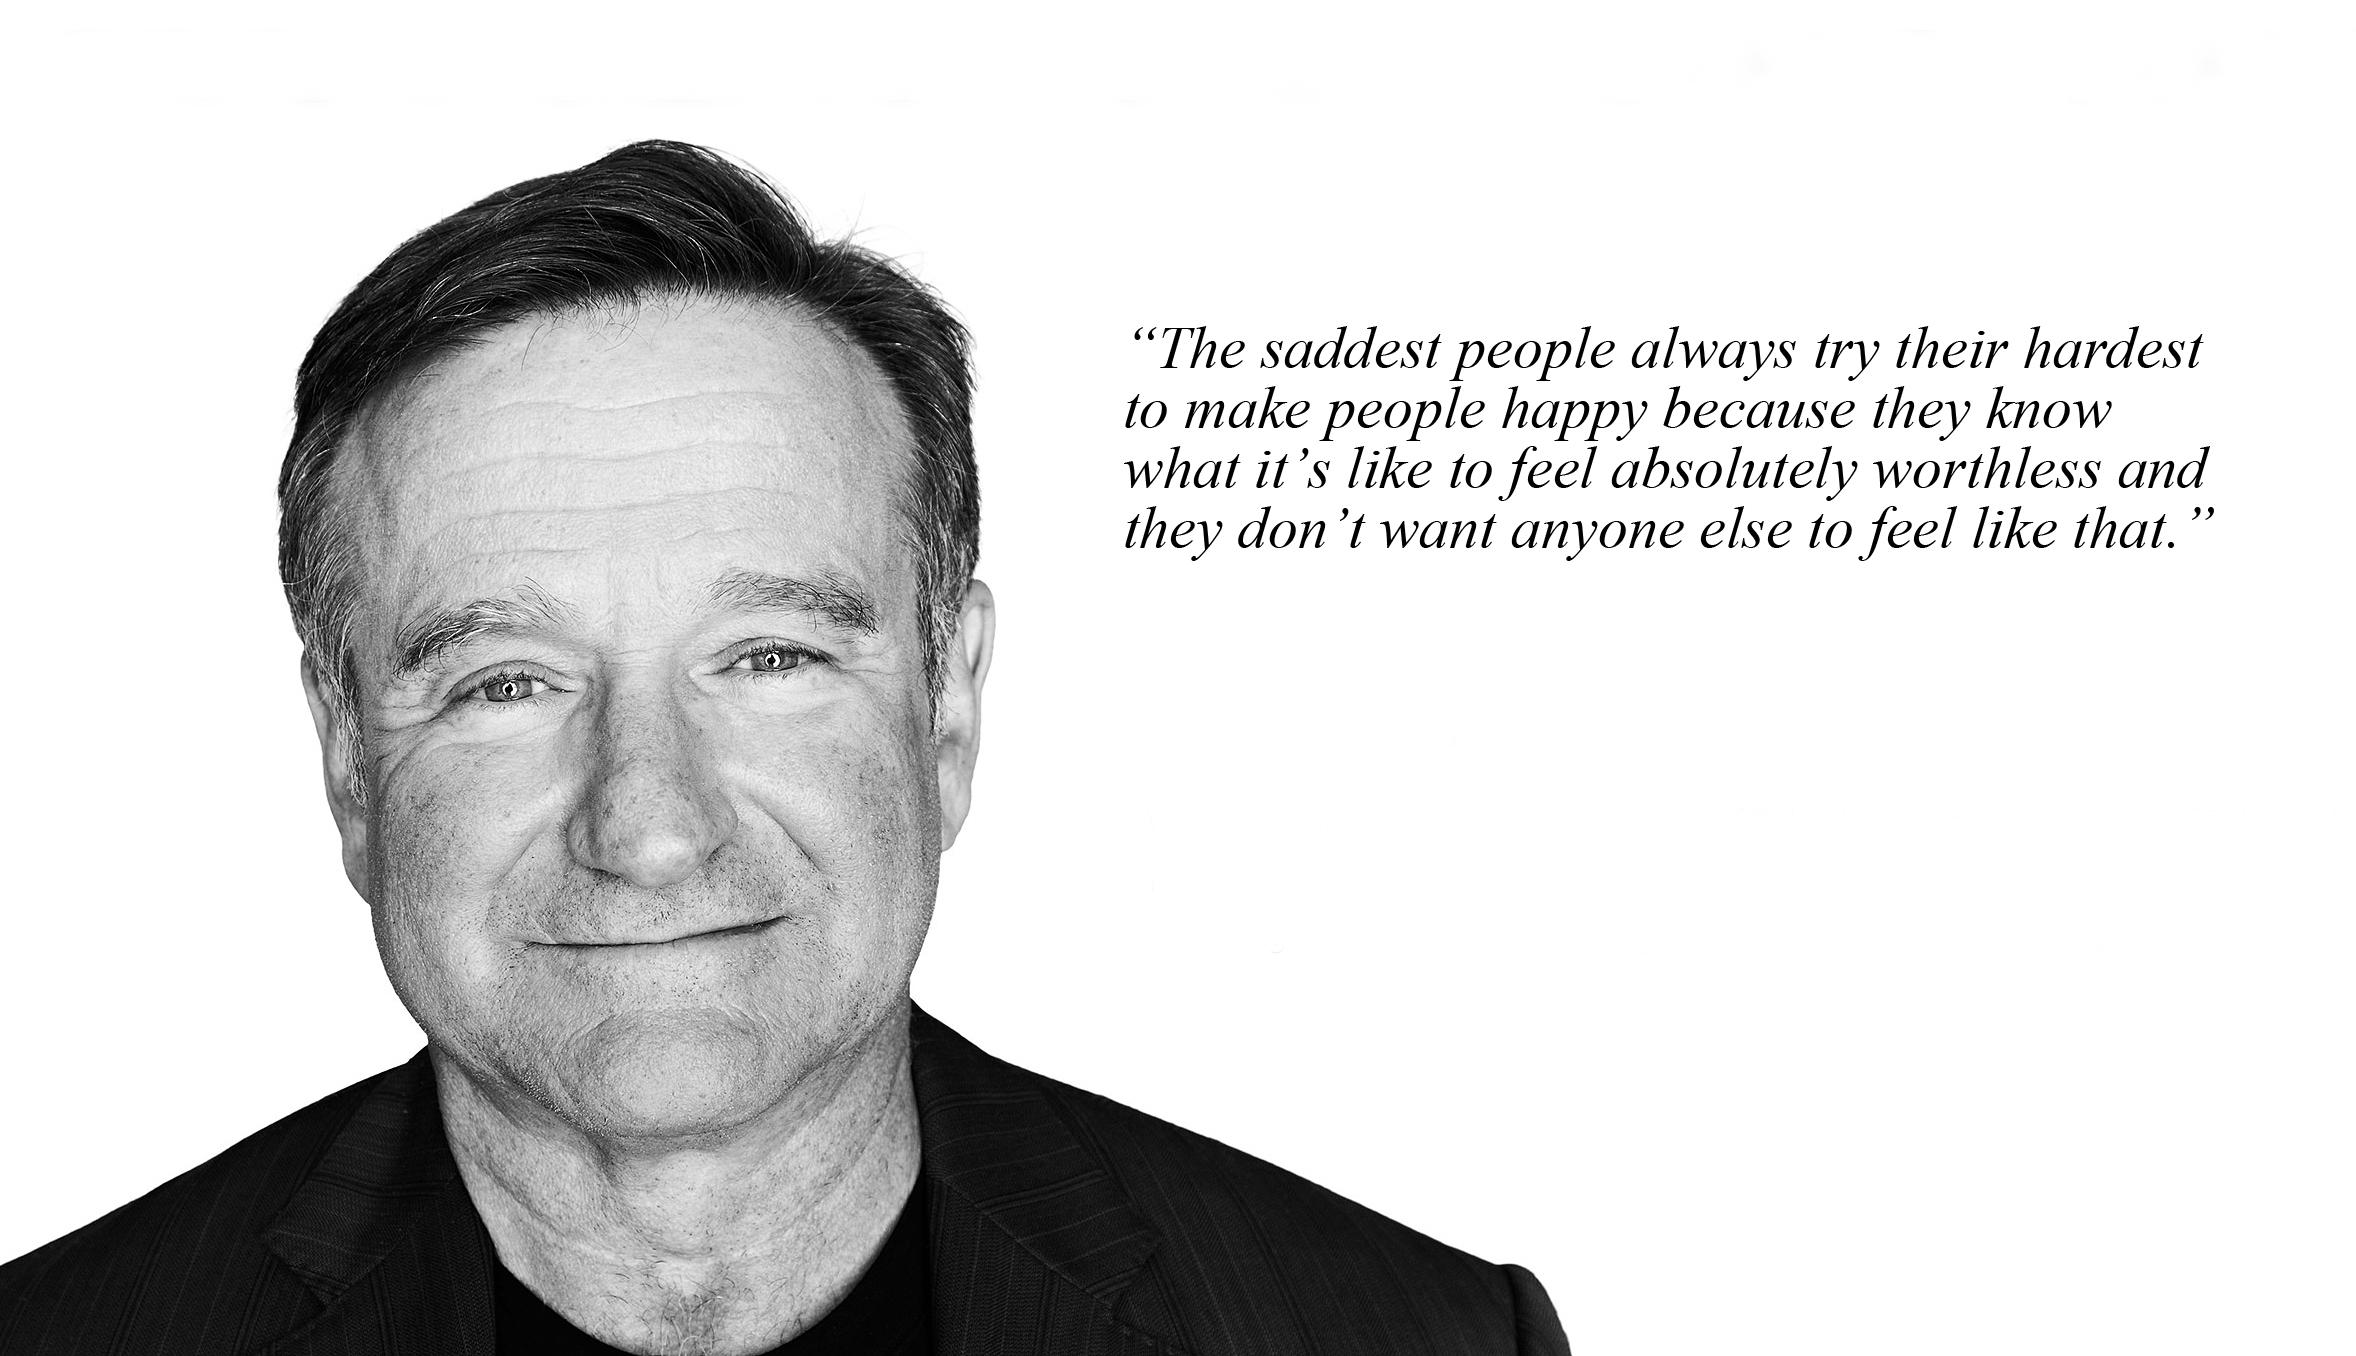 “The saddest people always try their hardest
to make people happy because they know
what it’s like to feel absolutely worthless and
they don’t want anyone else to feel like that.”